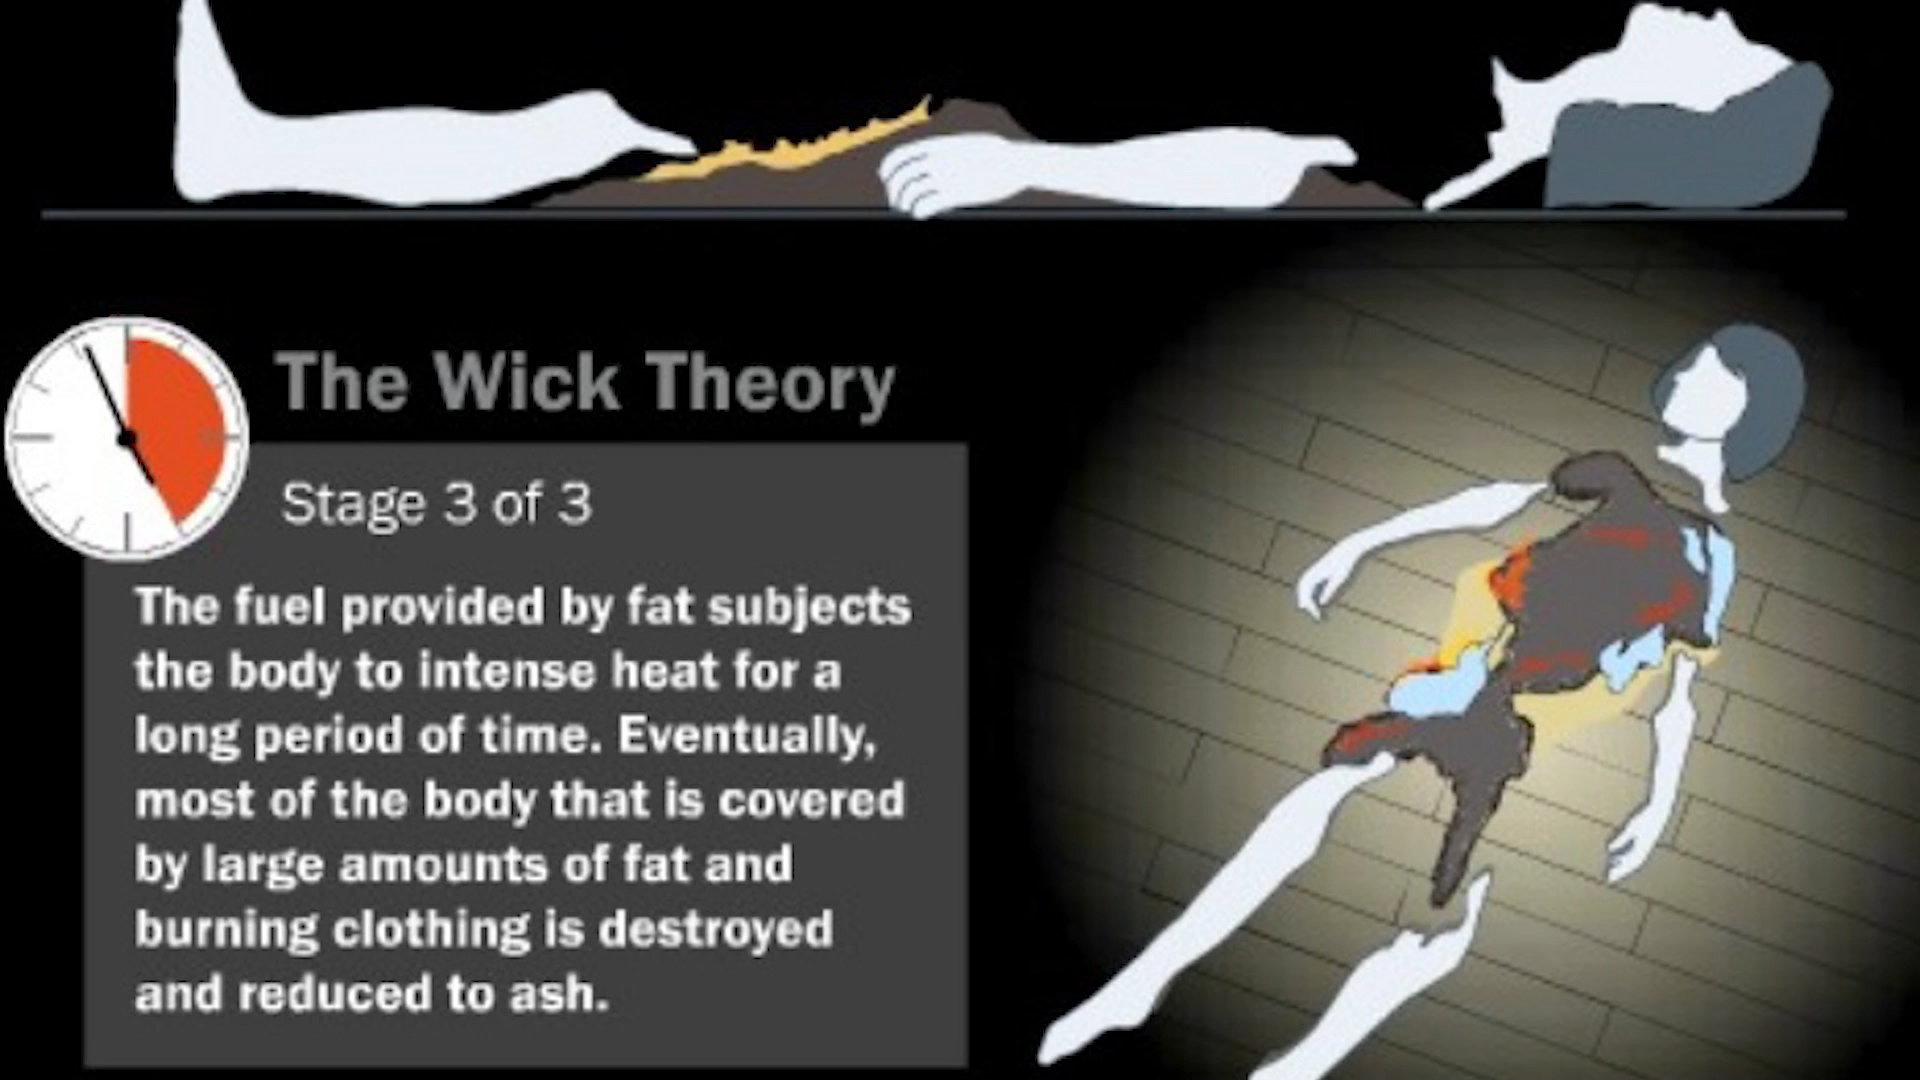 The Wick Theory
Stage 3 of 3
The fuel provided by fat subjects
the body to intense heat for a
long period of time. Eventually,
most of the body that is covered
by large amounts of fat and
burning clothing is destroyed
and reduced to ash.